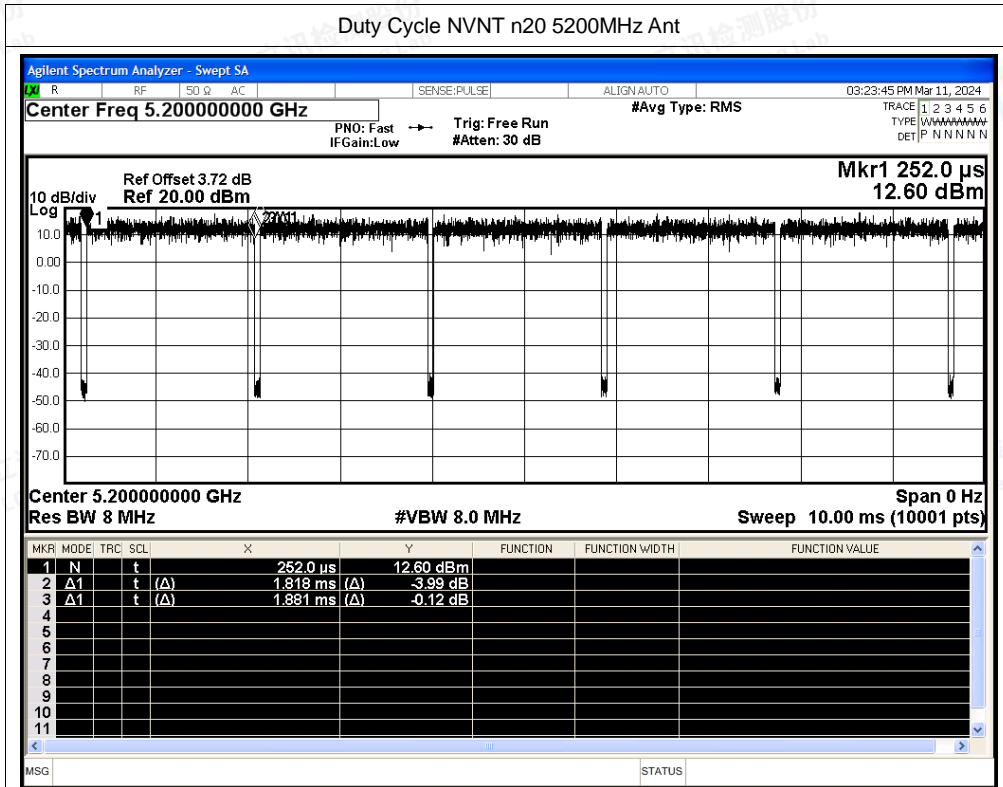 Duty Cycle NVNT n20 5200MHz Ant
Agilent Spectrum Analyzer - Swept SA
LXI R RF 50 Ω AC SENSE:PULSE ALIGN AUTO 03:23:45 PM Mar 11, 2024
Center Freq 5.200000000 GHz #Avg Type: RMS TRACE 1 2 3 4 5 6
PNO: Fast Trig: Free Run TYPE WWWWWW
IFGain:Low #Atten: 30 dB DET P N N N N N
Mkr1 252.0 µs
Ref Offset 3.72 dB
10 dB/div Ref 20.00 dBm 12.60 dBm
Log
1
10.0
0.00
-10.0
-20.0
-30.0
-40.0
-50.0
-60.0
-70.0
Center 5.200000000 GHz Span 0 Hz
Res BW 8 MHz #VBW 8.0 MHz Sweep 10.00 ms (10001 pts)
MKR MODE TRC SCL X Y FUNCTION FUNCTION WIDTH FUNCTION VALUE
1 N t 252.0 µs 12.60 dBm
2 Δ1 t (Δ) 1.818 ms (Δ) -3.99 dB
3 Δ1 t (Δ) 1.881 ms (Δ) -0.12 dB
4
5
6
7
8
9
10
11
MSG STATUS